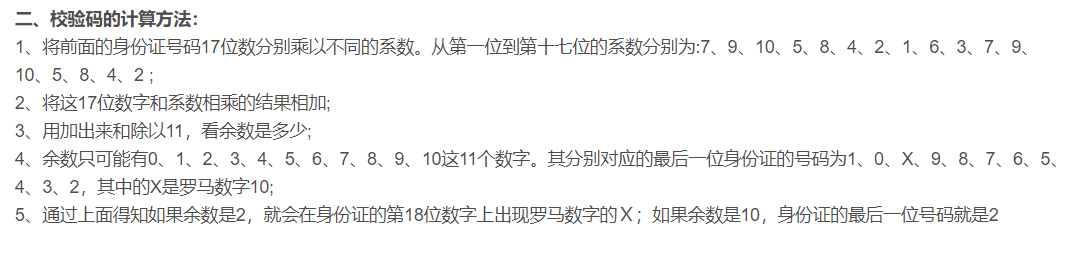 二、校验码的计算方法：
1、将前面的身份证号码17位数分别乘以不同的系数。从第一位到第十七位的系数分别为:7、9、10、5、8、4、2、1、6、3、7、9、
10、5、8、4、2 ;
2、将这17位数字和系数相乘的结果相加;
3、用加出来和除以11，看余数是多少;
4、余数只可能有0、1、2、3、4、5、6、7、8、9、10这11个数字。其分别对应的最后一位身份证的号码为1、0、X、9、8、7、6、5、
4、3、2，其中的X是罗马数字10;
5、通过上面得知如果余数是2，就会在身份证的第18位数字上出现罗马数字的Ⅹ；如果余数是10，身份证的最后一位号码就是2